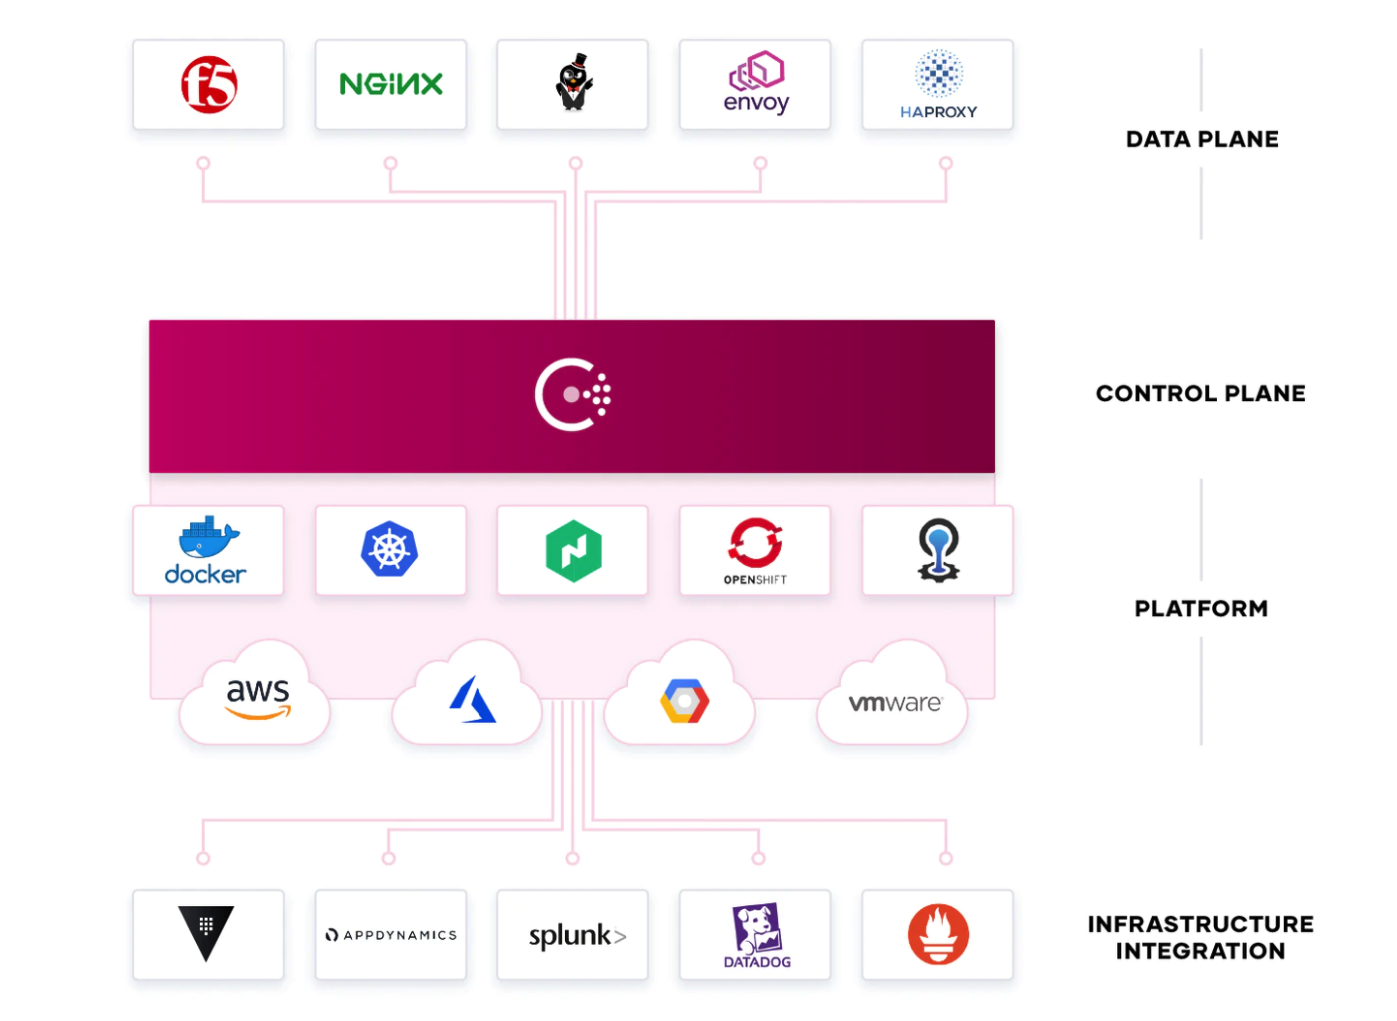 f5
NGiNX
envoy
HAPROXY
DATA PLANE
CONTROL PLANE
docker
OPENSHIFT
PLATFORM
aws
vmware
APPDYNAMICS
splunk>
DATADOG
INFRASTRUCTURE
INTEGRATION